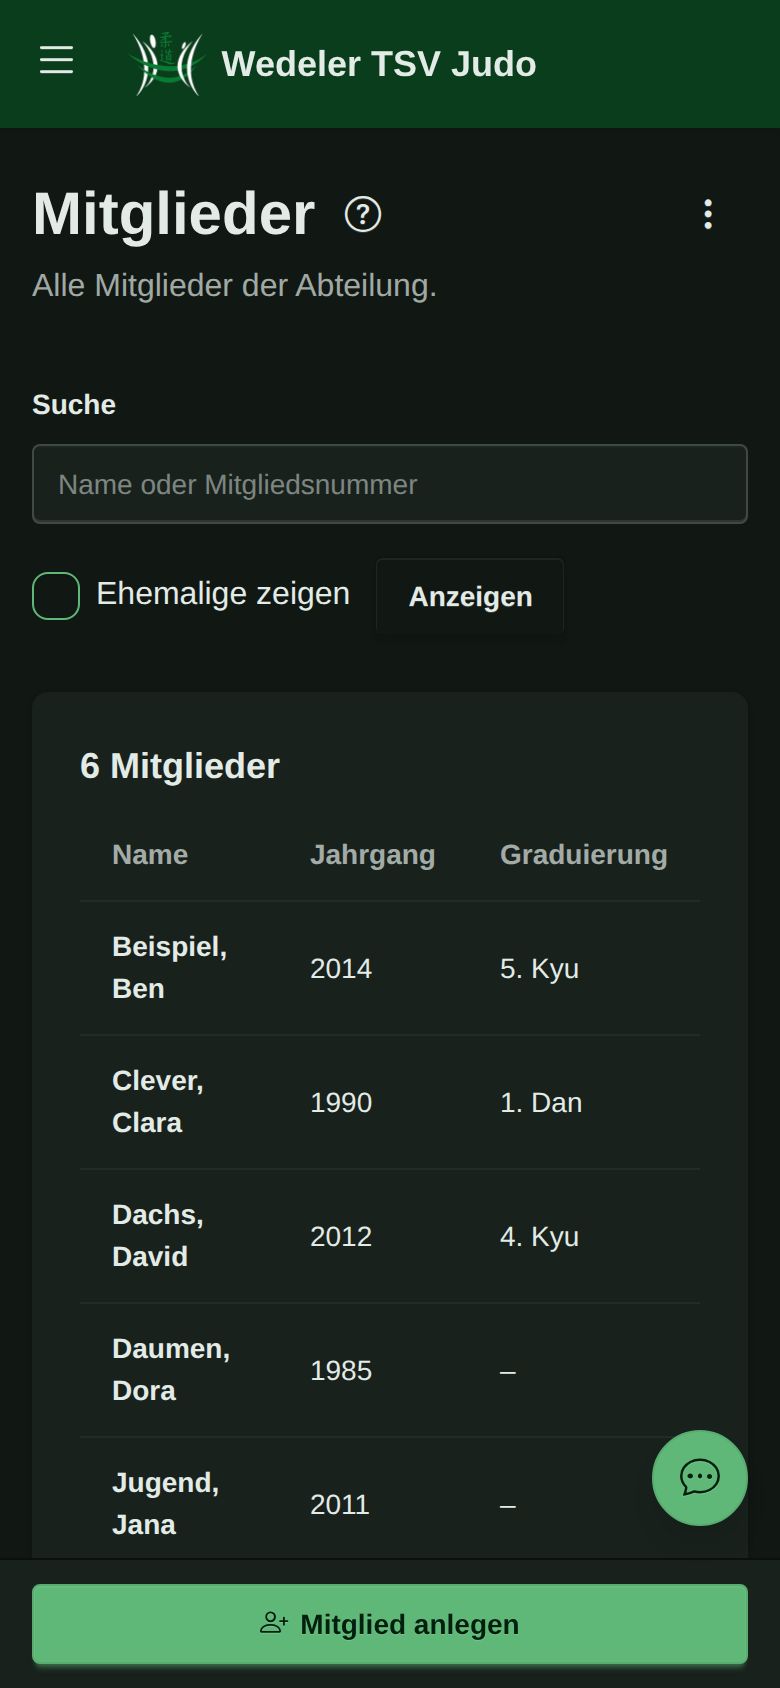 柔道
Wedeler TSV Judo
Mitglieder ?
Alle Mitglieder der Abteilung.
Suche
Name oder Mitgliedsnummer
Ehemalige zeigen Anzeigen
6 Mitglieder
Name Jahrgang Graduierung
Beispiel,
Ben 2014 5. Kyu
Clever,
Clara 1990 1. Dan
Dachs,
David 2012 4. Kyu
Daumen,
Dora 1985 –
Jugend,
Jana 2011 –
Mitglied anlegen